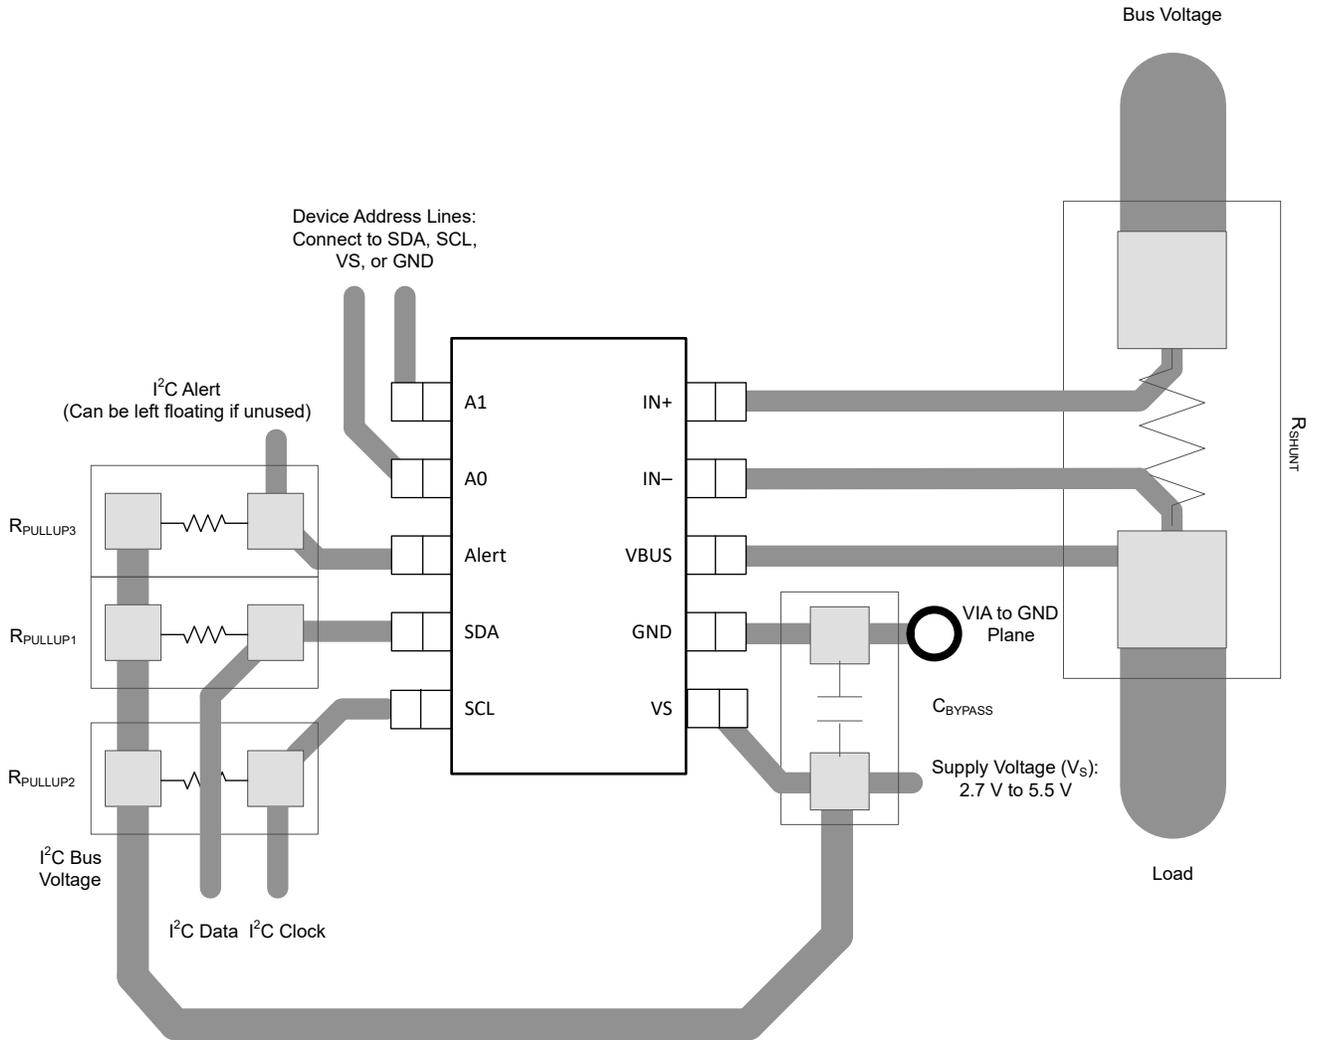 Bus Voltage
Device Address Lines:
Connect to SDA, SCL,
VS, or GND
I²C Alert
(Can be left floating if unused)
A1
IN+
A0
IN–
RSHUNT
RPULLUP3
Alert
VBUS
RPULLUP1
SDA
GND
VIA to GND
Plane
SCL
VS
CBYPASS
RPULLUP2
Supply Voltage (VS):
2.7 V to 5.5 V
I²C Bus
Voltage
Load
I²C Data
I²C Clock